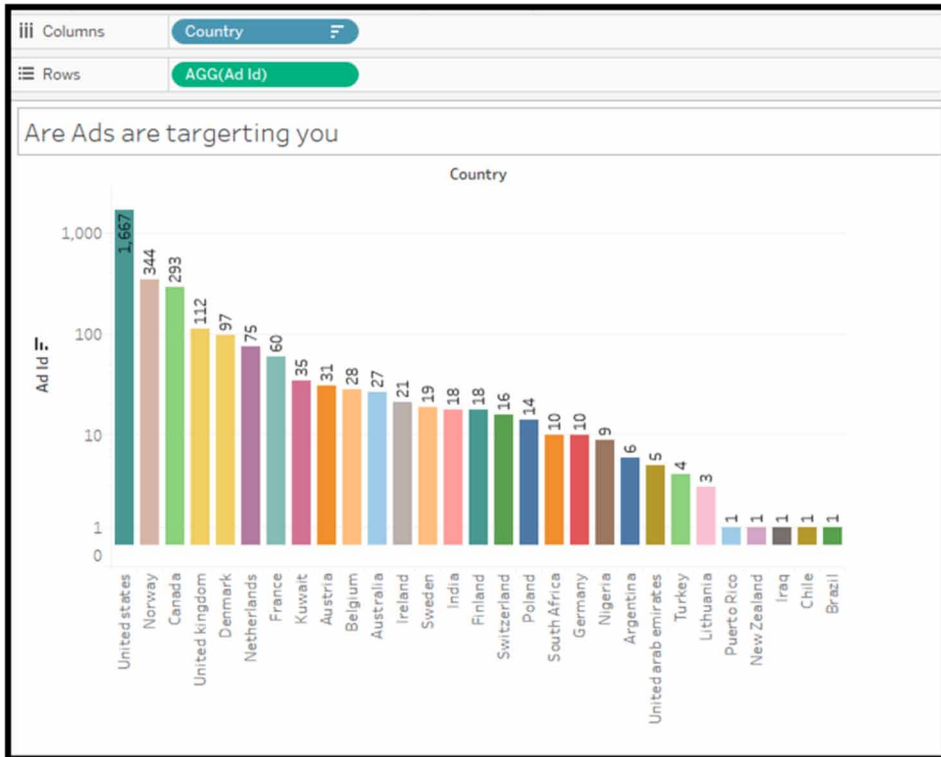 Columns Country
Rows AGG(Ad Id)
Are Ads are targerting you
Country
1,000
100
10
1
0
Ad Id
1,667
344
293
112
97
75
60
35
31
28
27
21
19
18
18
16
14
10
10
9
6
5
4
3
1
1
1
1
1
United states
Norway
Canada
United kingdom
Denmark
Netherlands
France
Kuwait
Austria
Belgium
Australia
Ireland
Sweden
India
Finland
Switzerland
Poland
South Africa
Germany
Nigeria
Argentina
United arab emirates
Turkey
Lithuania
Puerto Rico
New Zealand
Iraq
Chile
Brazil